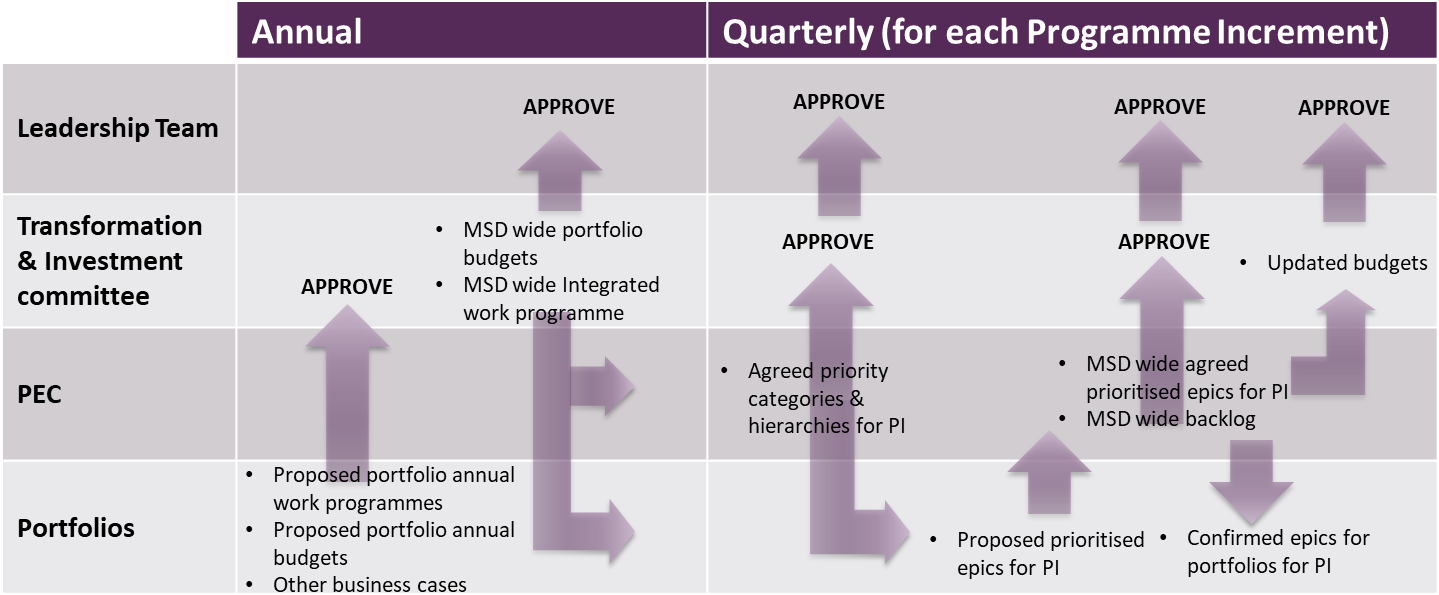 Annual
Quarterly (for each Programme Increment)
Leadership Team
APPROVE
APPROVE
APPROVE
APPROVE
Transformation
& Investment
committee
APPROVE
• MSD wide portfolio
budgets
• MSD wide Integrated
work programme
APPROVE
APPROVE
• Updated budgets
PEC
• Agreed priority
categories &
hierarchies for PI
• MSD wide agreed
prioritised epics for PI
• MSD wide backlog
Portfolios
• Proposed portfolio annual
work programmes
• Proposed portfolio annual
budgets
• Other business cases
• Proposed prioritised
epics for PI
• Confirmed epics for
portfolios for PI